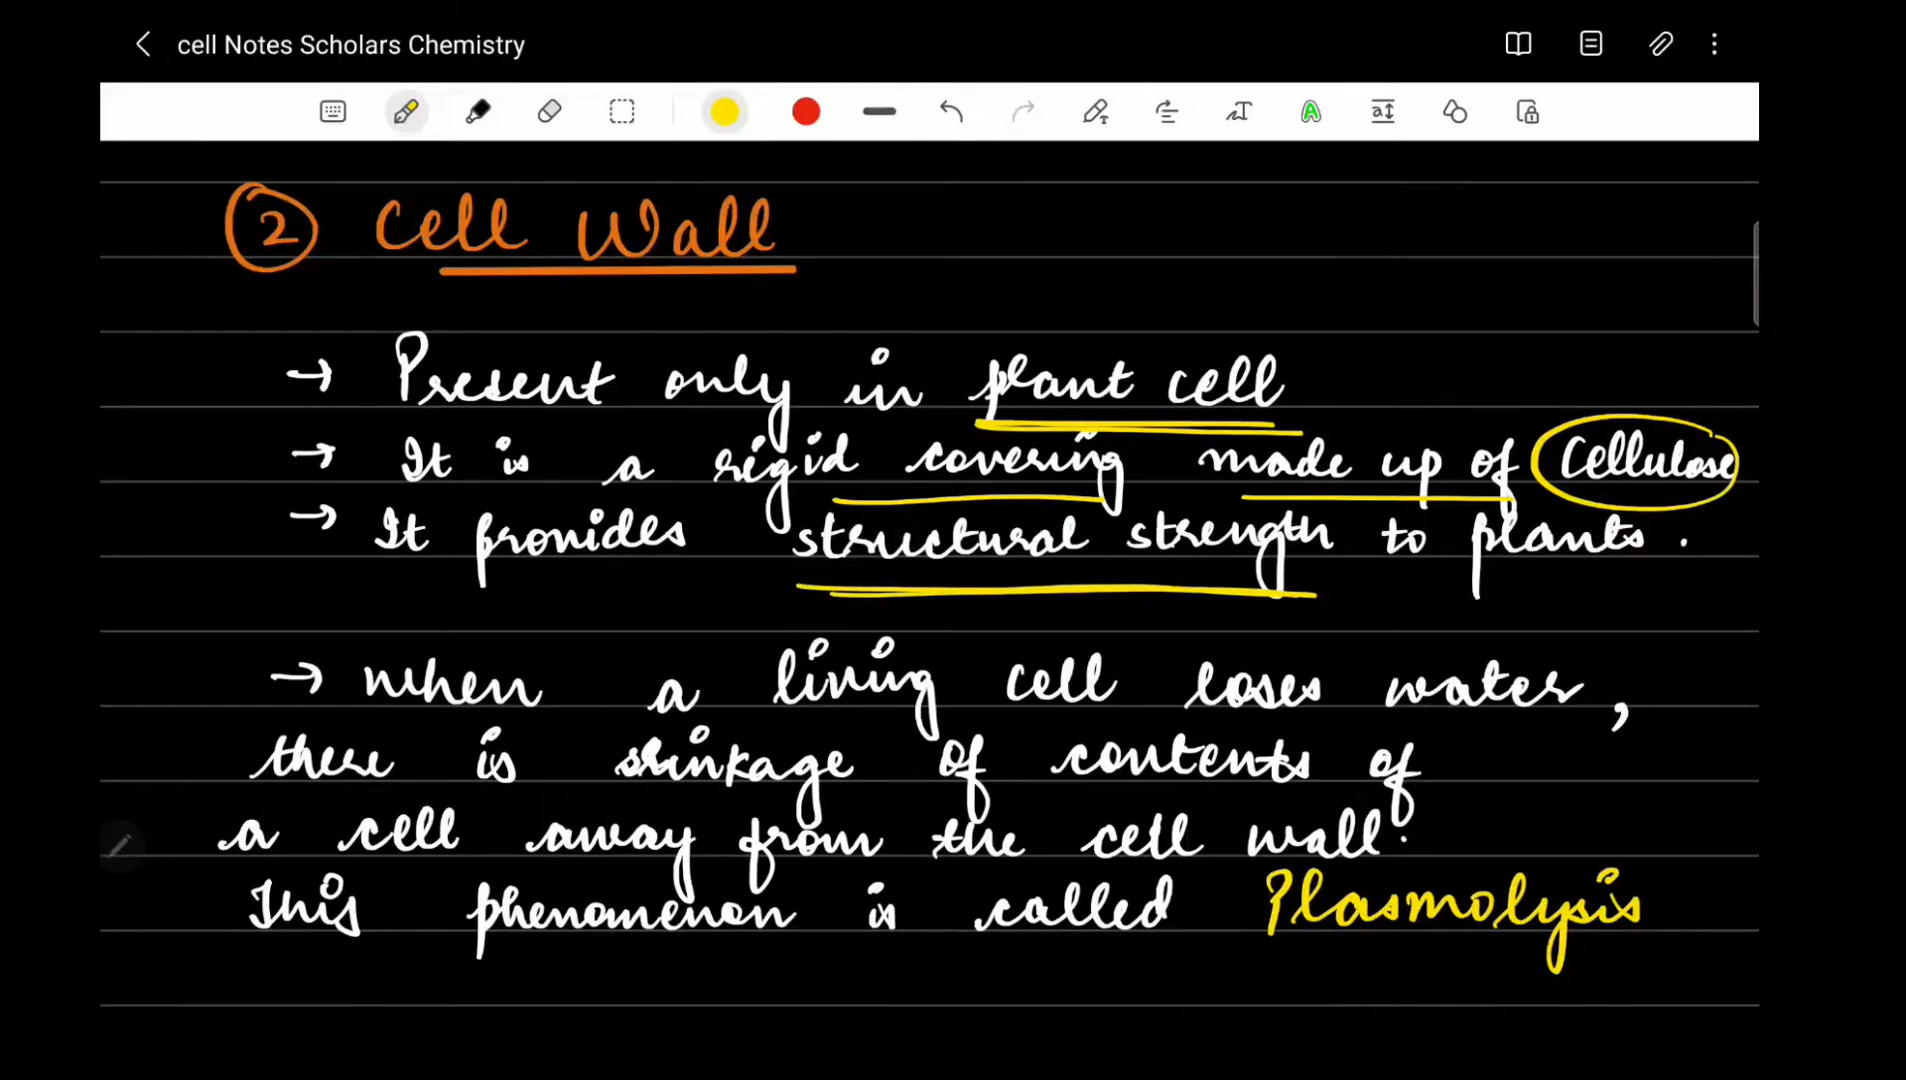 cell Notes Scholars Chemistry
② Cell Wall
→ Present only in plant cell
→ It is a rigid covering made up of Cellulose
→ It provides structural strength to plants.
→ When a living cell loses water,
there is shrinkage of contents of
a cell away from the cell wall.
This phenomenon is called Plasmolysis